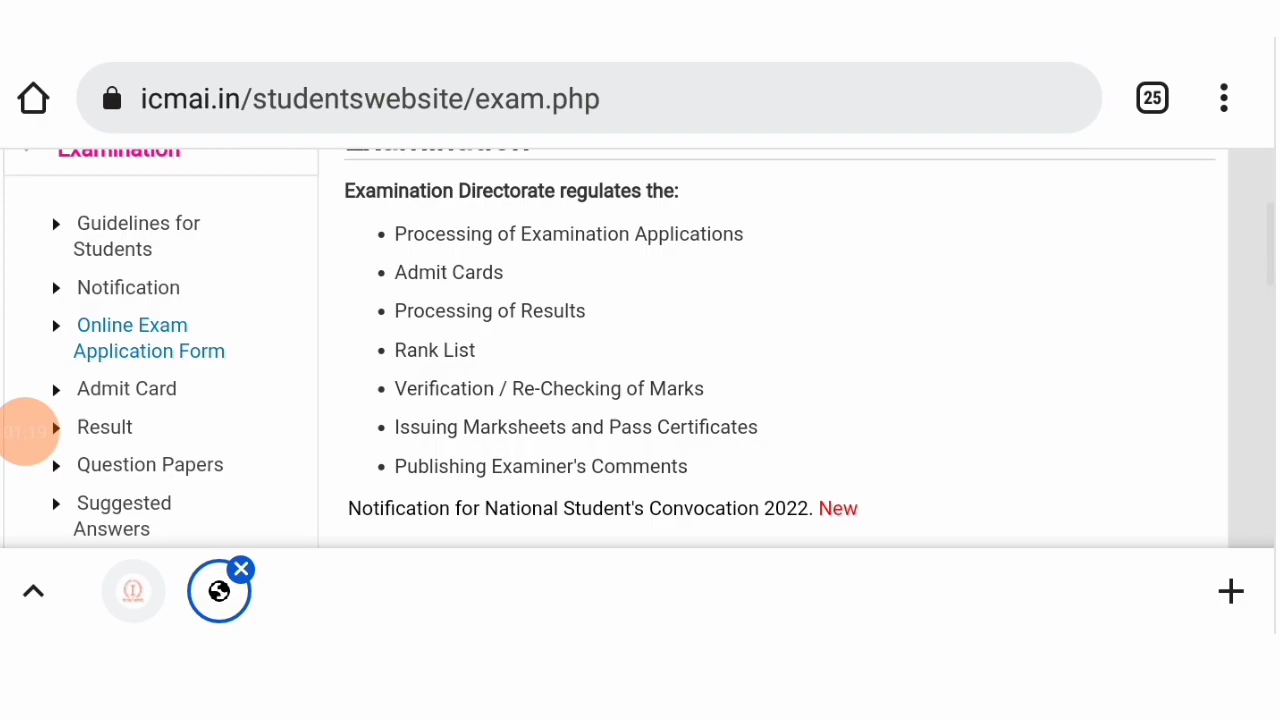 icmai.in/studentswebsite/exam.php
25
Examination
Examination
Guidelines for
Students
Notification
Online Exam
Application Form
Admit Card
Result
Question Papers
Suggested
Answers
Examination Directorate regulates the:
Processing of Examination Applications
Admit Cards
Processing of Results
Rank List
Verification / Re-Checking of Marks
Issuing Marksheets and Pass Certificates
Publishing Examiner's Comments
Notification for National Student's Convocation 2022. New
01:19